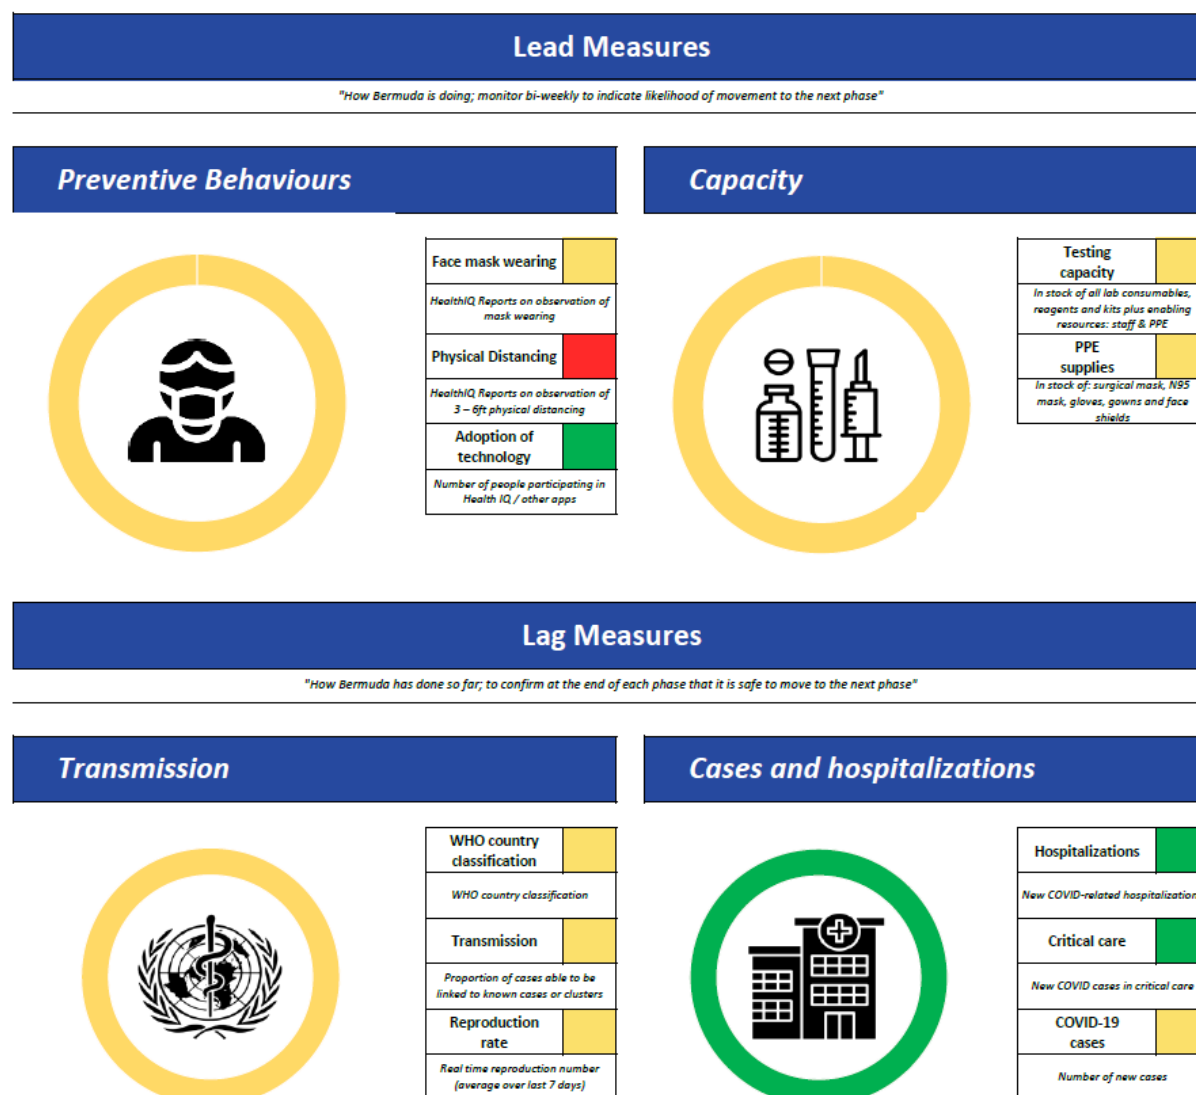 Lead Measures
"How Bermuda is doing; monitor bi-weekly to indicate likelihood of movement to the next phase"
Preventive Behaviours
Face mask wearing
HealthIQ Reports on observation of
mask wearing
Physical Distancing
HealthIQ Reports on observation of
3 – 6ft physical distancing
Adoption of
technology
Number of people participating in
Health IQ / other apps
Capacity
Testing
capacity
In stock of all lab consumables,
reagents and kits plus enabling
resources: staff & PPE
PPE
supplies
In stock of: surgical mask, N95
mask, gloves, gowns and face
shields
Lag Measures
"How Bermuda has done so far; to confirm at the end of each phase that it is safe to move to the next phase"
Transmission
WHO country
classification
WHO country classification
Transmission
Proportion of cases able to be
linked to known cases or clusters
Reproduction
rate
Real time reproduction number
(average over last 7 days)
Cases and hospitalizations
Hospitalizations
New COVID-related hospitalization
Critical care
New COVID cases in critical care
COVID-19
cases
Number of new cases